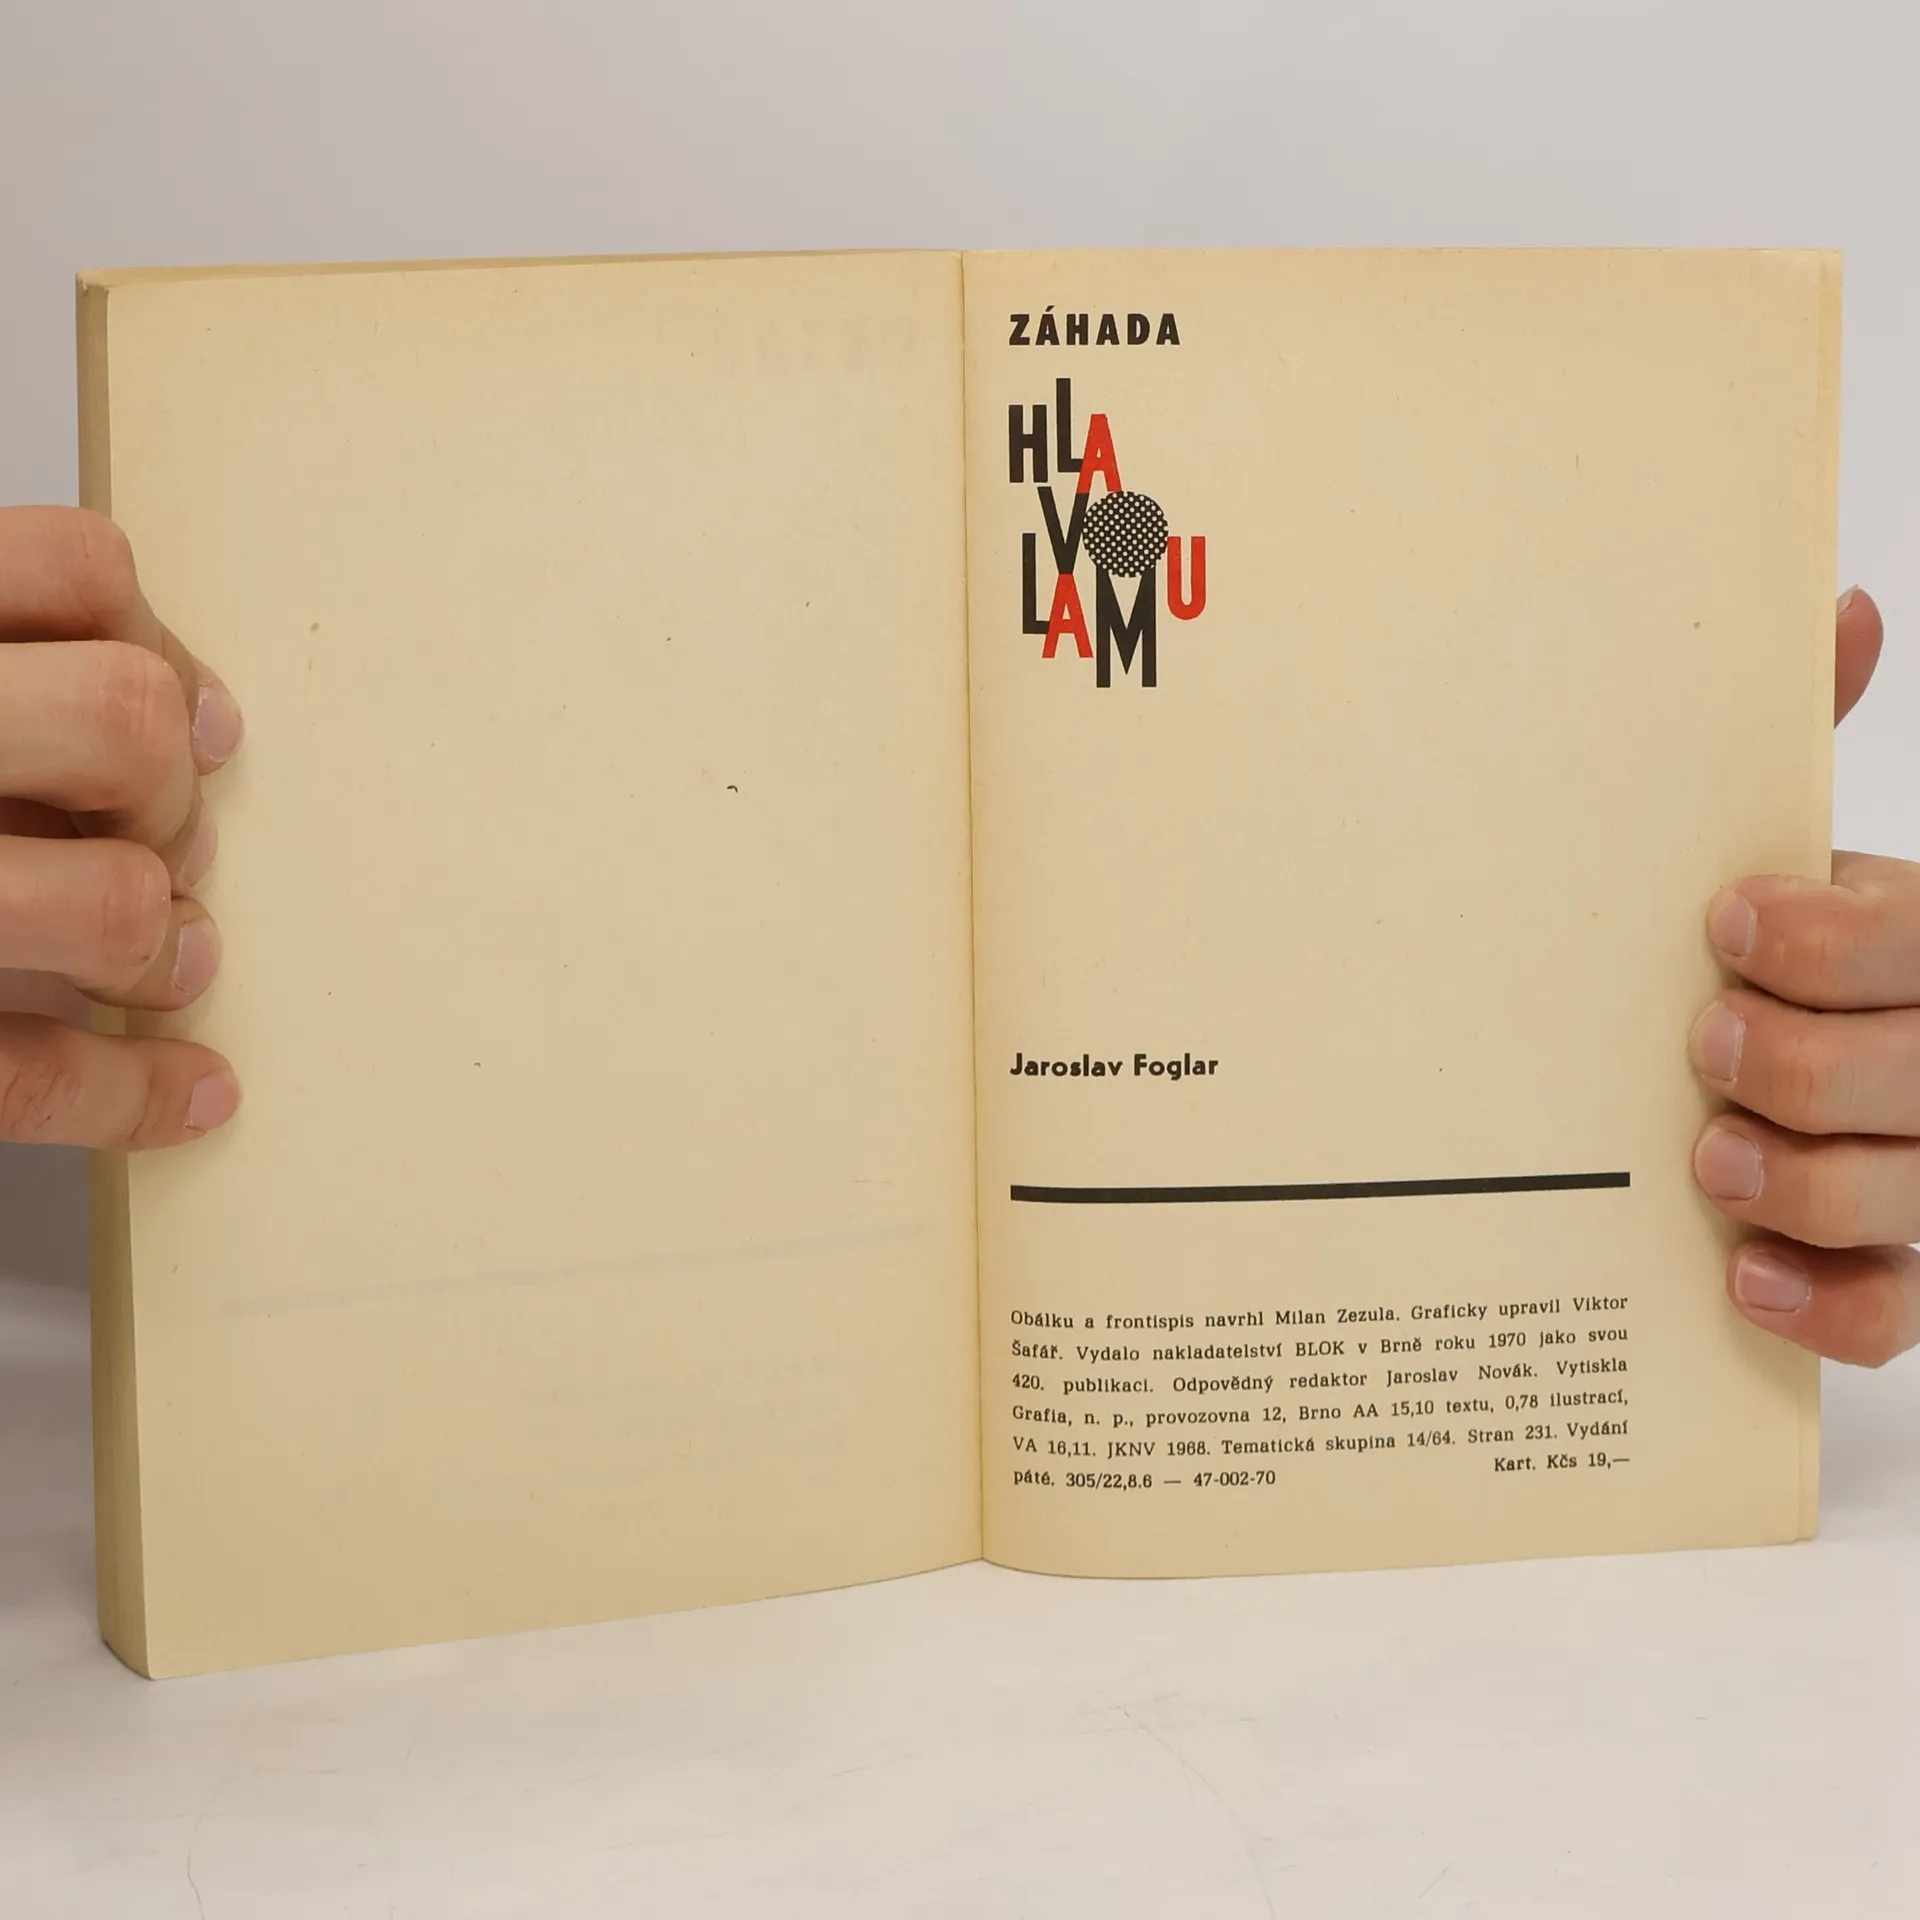 ZÁHADA
HLA
VO
LAMU
Jaroslav Foglar
Obálku a frontispis navrhl Milan Zezula. Graficky upravil Viktor
Šafář. Vydalo nakladatelství BLOK v Brně roku 1970 jako svou
420. publikaci. Odpovědný redaktor Jaroslav Novák. Vytiskla
Grafia, n. p., provozovna 12, Brno AA 15,10 textu, 0,78 ilustrací,
VA 16,11. JKNV 1968. Tematická skupina 14/64. Stran 231. Vydání
páté. 305/22,8.6 — 47-002-70 Kart. Kčs 19,—